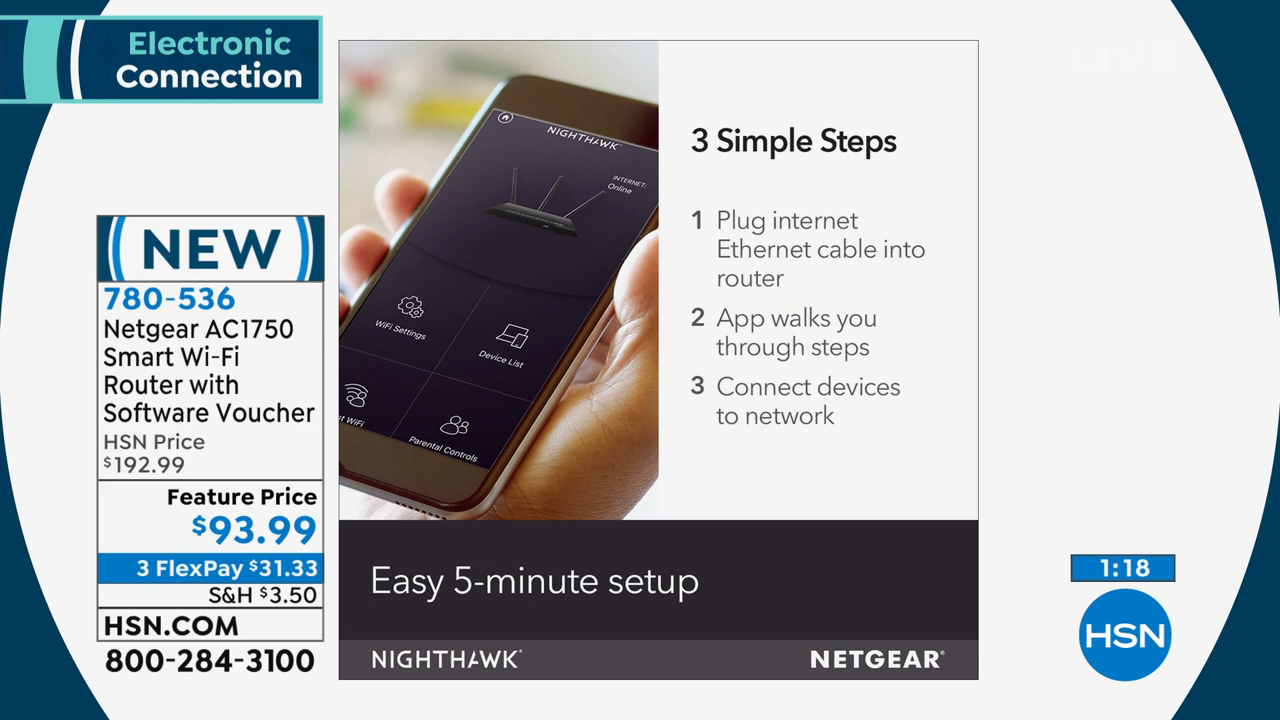 Electronic
Connection
LIVE
NEW
780-536
Netgear AC1750
Smart Wi-Fi
Router with
Software Voucher
HSN Price
$192.99
Feature Price
$93.99
3 FlexPay $31.33
S&H $3.50
HSN.COM
800-284-3100
NIGHTHAWK
INTERNET:
Online
WiFi Settings
Device List
st WiFi
Parental Controls
3 Simple Steps
1 Plug internet
Ethernet cable into
router
2 App walks you
through steps
3 Connect devices
to network
Easy 5-minute setup
NIGHTHAWK®
NETGEAR®
1:18
HSN